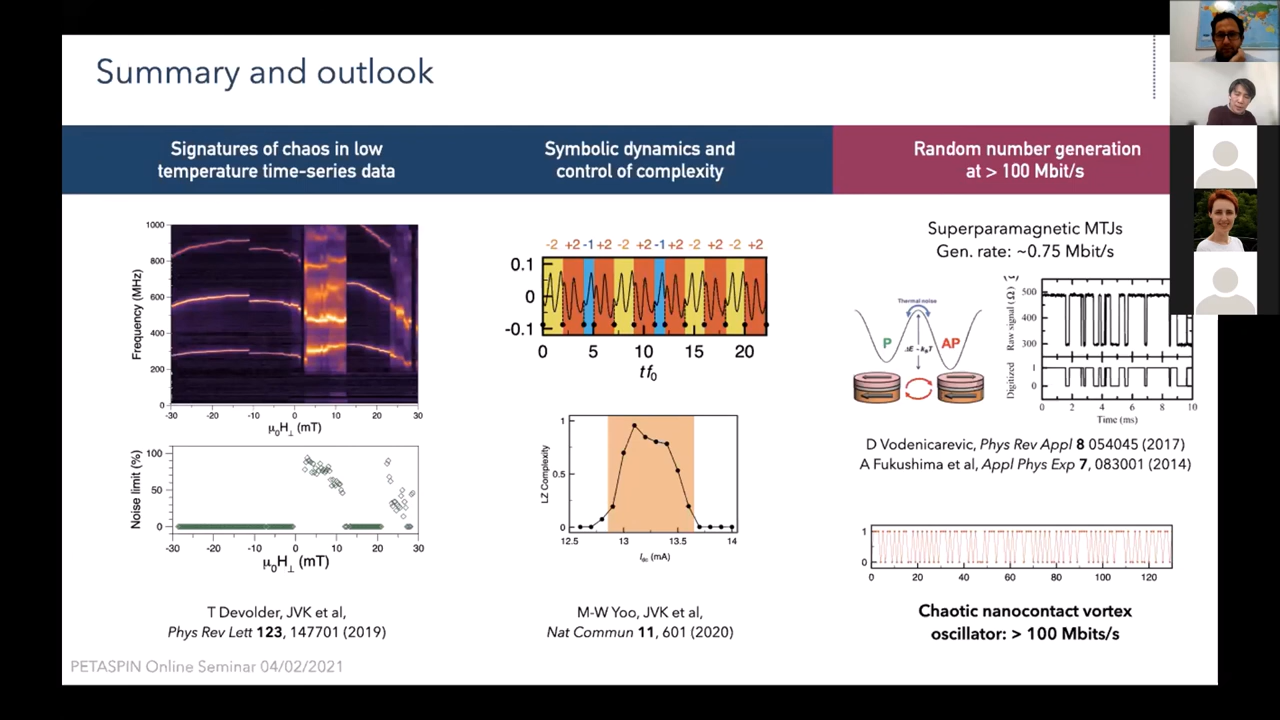 Summary and outlook
Signatures of chaos in low
temperature time-series data
Symbolic dynamics and
control of complexity
Random number generation
at > 100 Mbit/s
1000
800
600
400
200
0
Frequency (MHz)
-30 -20 -10 0 10 20 30
μ0H⊥ (mT)
100
50
0
Noise limit (%)
-30 -20 -10 0 10 20 30
μ0H⊥ (mT)
T Devolder, JVK et al,
Phys Rev Lett 123, 147701 (2019)
-2 +2 -1 +2 -2 +2 -1 +2 -2 +2 -2 +2
0.1
0
-0.1
0 5 10 15 20
tf0
1
0.5
0
LZ Complexity
12.5 13 13.5 14
Idc (mA)
M-W Yoo, JVK et al,
Nat Commun 11, 601 (2020)
Superparamagnetic MTJs
Gen. rate: ~0.75 Mbit/s
Thermal noise
P
AP
ΔE ~ kBT
500
400
300
Raw signal (Ω)
1
0
Digitized
0 2 4 6 8 10
Time (ms)
D Vodenicarevic, Phys Rev Appl 8 054045 (2017)
A Fukushima et al, Appl Phys Exp 7, 083001 (2014)
1
0
0 20 40 60 80 100 120
Chaotic nanocontact vortex
oscillator: > 100 Mbits/s
PETASPIN Online Seminar 04/02/2021